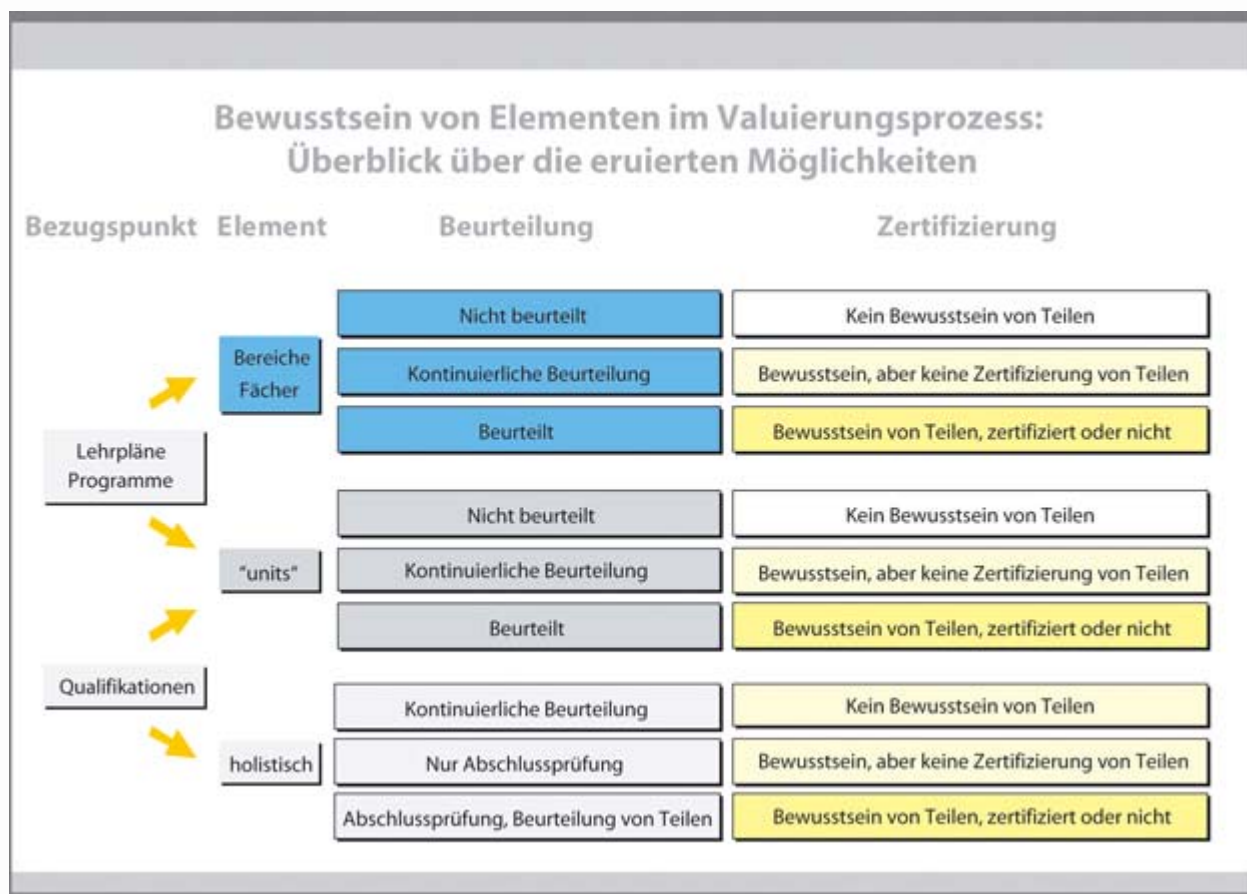 Bewusstsein von Elementen im Valuierungsprozess:
Überblick über die eruierten Möglichkeiten
Bezugspunkt Element Beurteilung Zertifizierung
Nicht beurteilt Kein Bewusstsein von Teilen
Bereiche
Fächer
Kontinuierliche Beurteilung Bewusstsein, aber keine Zertifizierung von Teilen
Beurteilt Bewusstsein von Teilen, zertifiziert oder nicht
Lehrpläne
Programme
Nicht beurteilt Kein Bewusstsein von Teilen
"units" Kontinuierliche Beurteilung Bewusstsein, aber keine Zertifizierung von Teilen
Beurteilt Bewusstsein von Teilen, zertifiziert oder nicht
Qualifikationen
Kontinuierliche Beurteilung Kein Bewusstsein von Teilen
holistisch Nur Abschlussprüfung Bewusstsein, aber keine Zertifizierung von Teilen
Abschlussprüfung, Beurteilung von Teilen Bewusstsein von Teilen, zertifiziert oder nicht